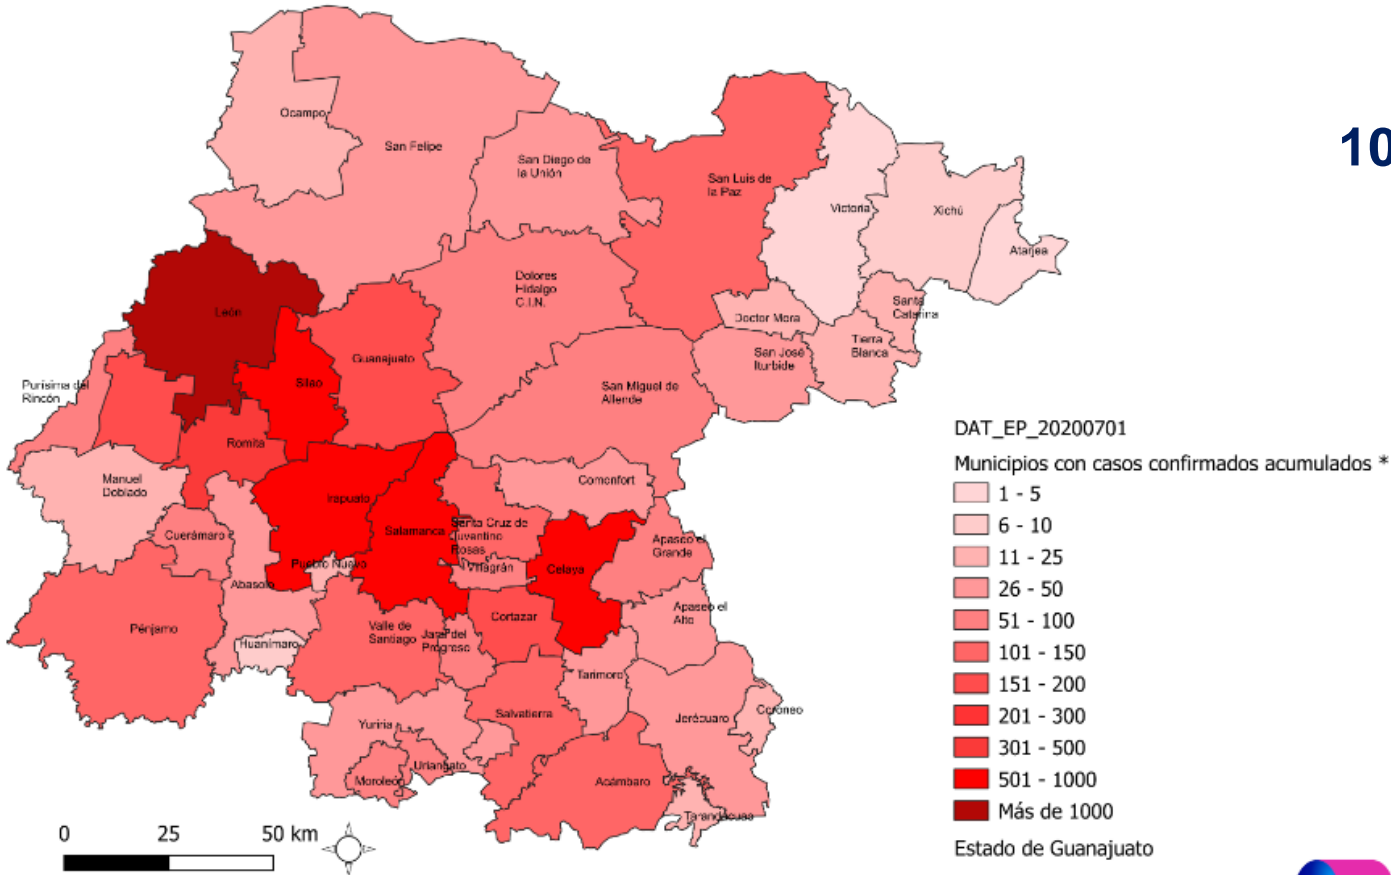 10
Ocampo
San Felipe
San Diego de
la Unión
San Luis de
la Paz
Victoria
Xichú
Atarjea
León
Dolores
Hidalgo
C.I.N.
Santa
Catarina
Doctor Mora
Tierra
Blanca
Guanajuato
San José
Iturbide
Silao
San Miguel de
Allende
Purísima del
Rincón
Romita
Manuel
Doblado
Comonfort
Irapuato
Salamanca
Santa Cruz de
Juventino
Rosas
Cuerámaro
Apaseo el
Grande
Pueblo Nuevo
Villagrán
Celaya
Abasolo
Apaseo el
Alto
Pénjamo
Valle de
Santiago
Jaral del
Progreso
Cortazar
Huanímaro
Tarimoro
Yuriria
Salvatierra
Jerécuaro
Coroneo
Moroleón
Uriangato
Acámbaro
Tarandacuao
DAT_EP_20200701
Municipios con casos confirmados acumulados *
1 - 5
6 - 10
11 - 25
26 - 50
51 - 100
101 - 150
151 - 200
201 - 300
301 - 500
501 - 1000
Más de 1000
Estado de Guanajuato
0 25 50 km